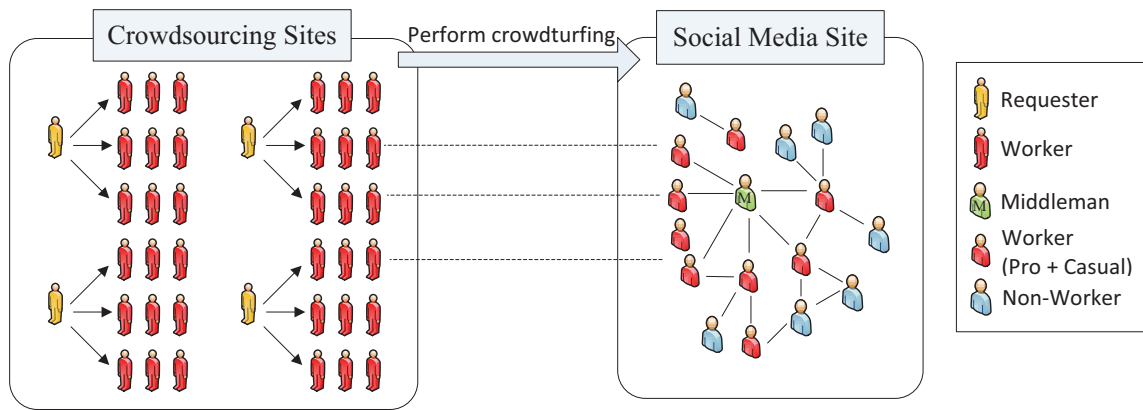 Crowdsourcing Sites
Perform crowdturfing
Social Media Site
M
Requester
Worker
M
Middleman
Worker
(Pro + Casual)
Non-Worker